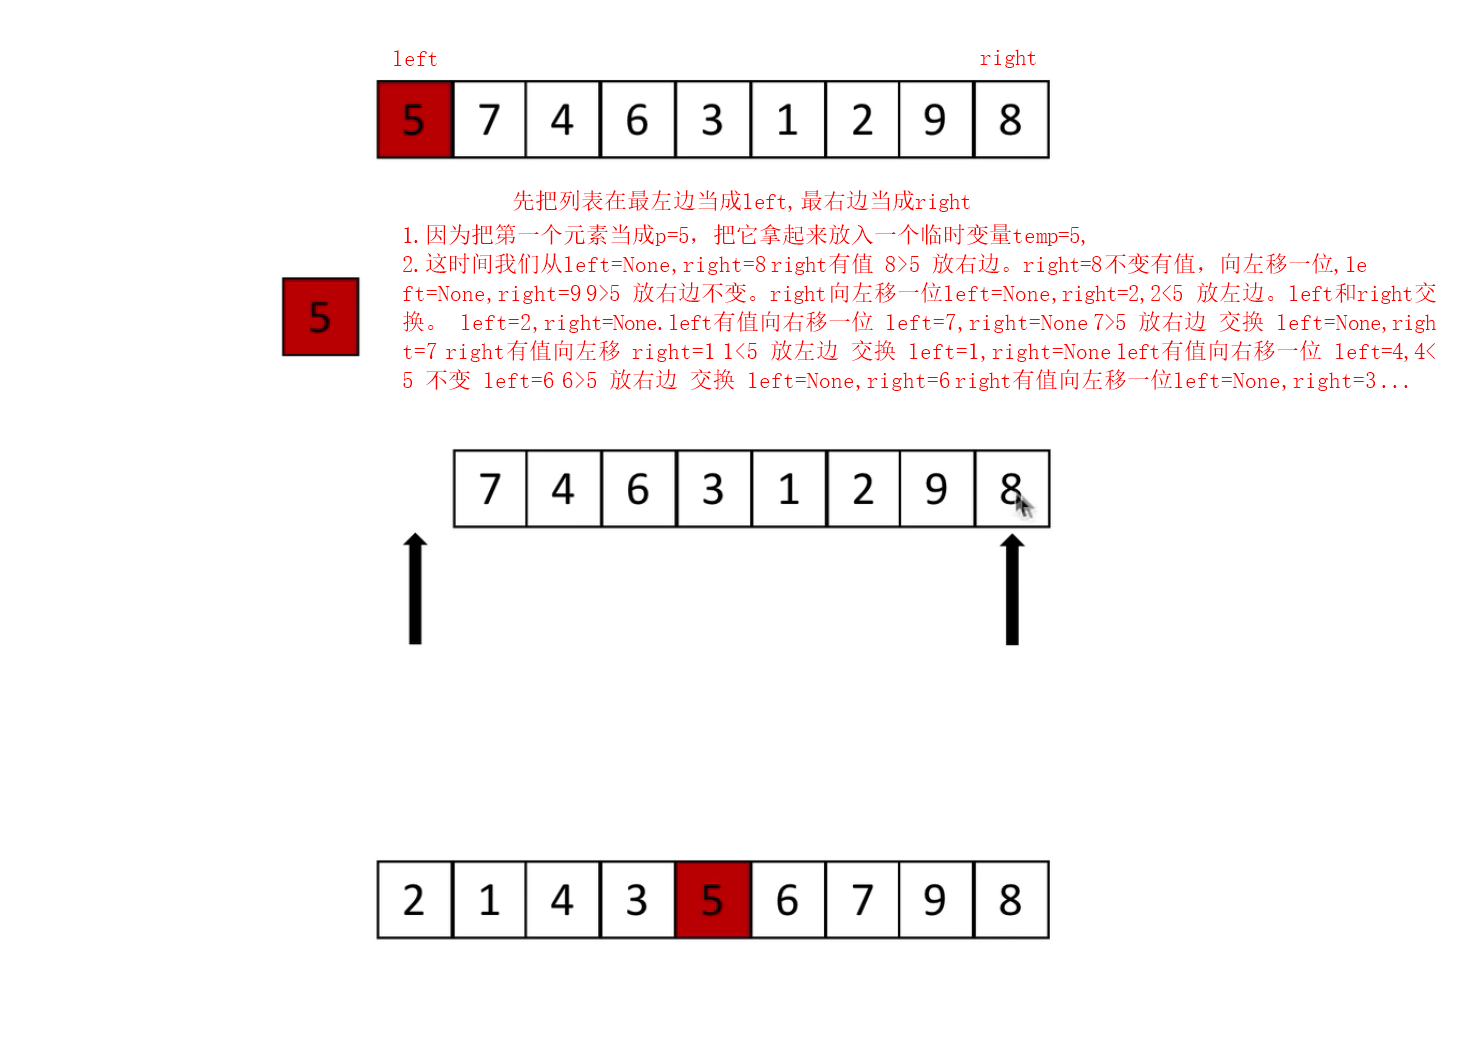 left right
5 7 4 6 3 1 2 9 8
先把列表在最左边当成left,最右边当成right
1.因为把第一个元素当成p=5，把它拿起来放入一个临时变量temp=5,
2.这时间我们从left=None,right=8 right有值 8>5 放右边。right=8不变有值，向左移一位,le
ft=None,right=9 9>5 放右边不变。right向左移一位left=None,right=2,2<5 放左边。left和right交
换。 left=2,right=None.left有值向右移一位 left=7,right=None 7>5 放右边 交换 left=None,righ
t=7 right有值向左移 right=1 1<5 放左边 交换 left=1,right=None left有值向右移一位 left=4,4<
5 不变 left=6 6>5 放右边 交换 left=None,right=6 right有值向左移一位left=None,right=3...
5
7 4 6 3 1 2 9 8
2 1 4 3 5 6 7 9 8